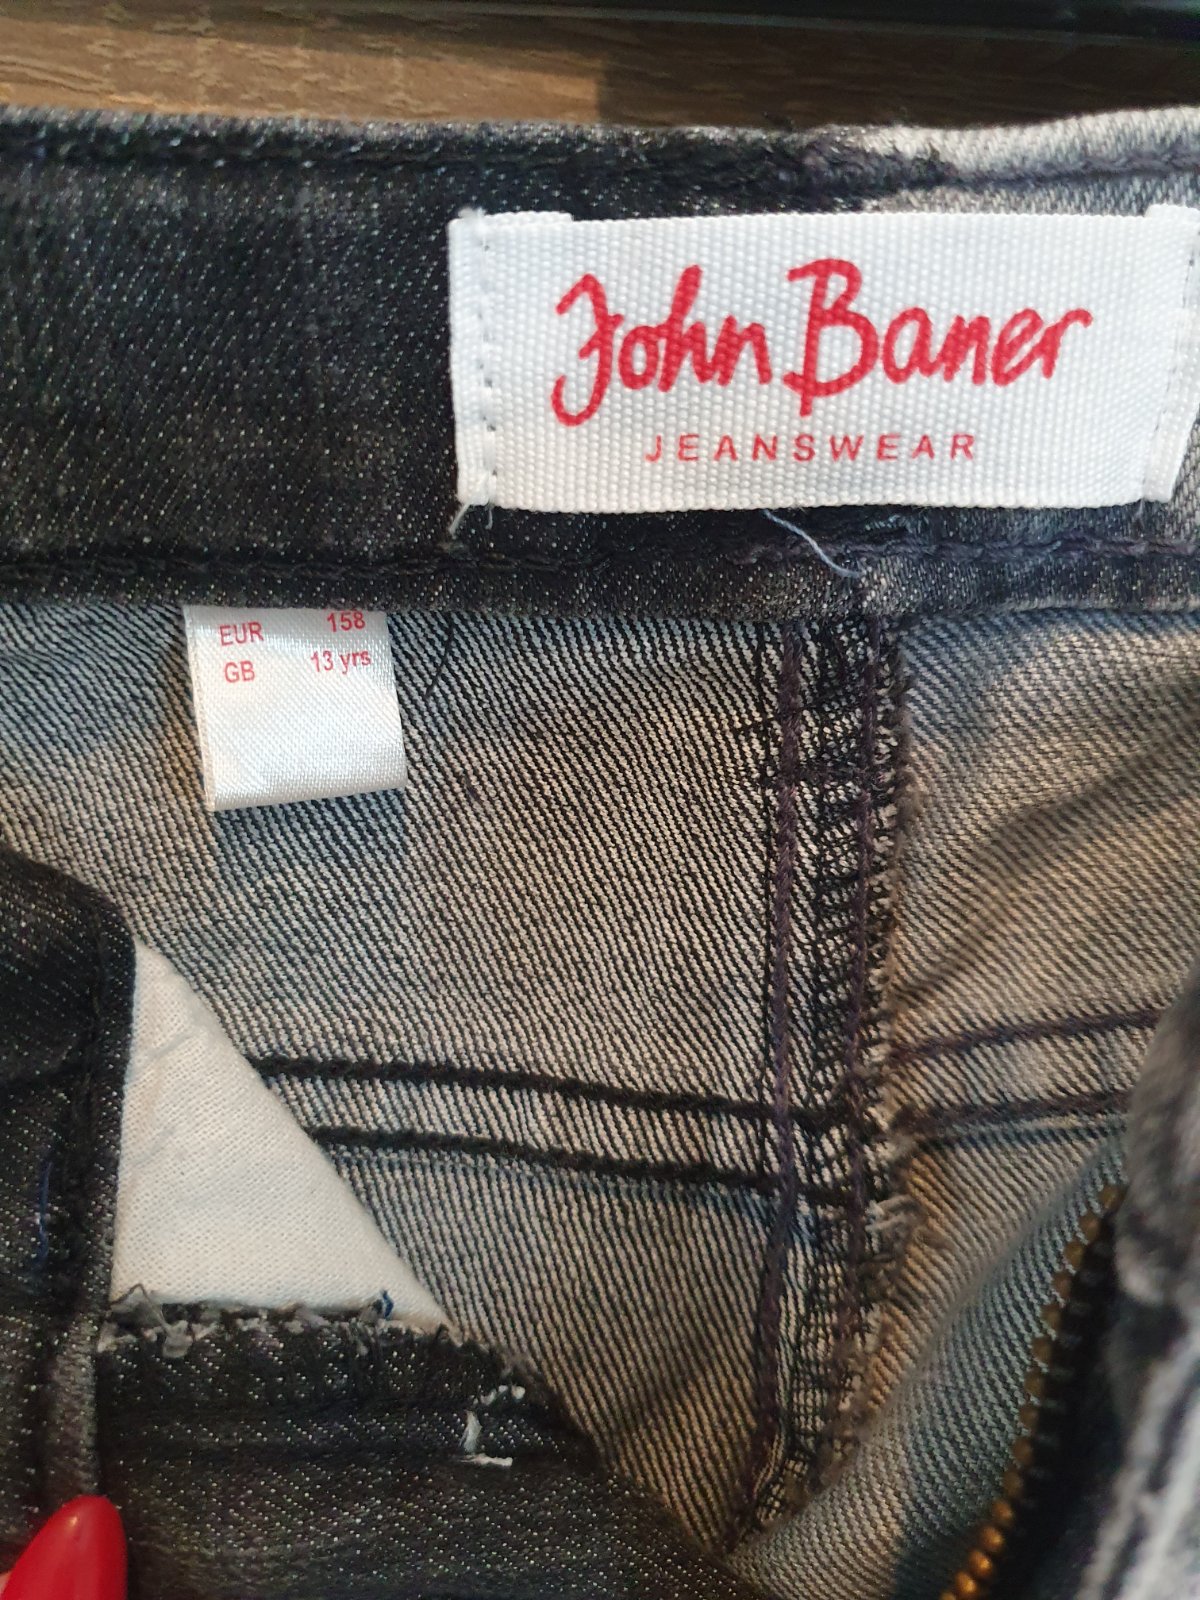 John Baner
JEANSWEAR
EUR 158
GB 13 yrs